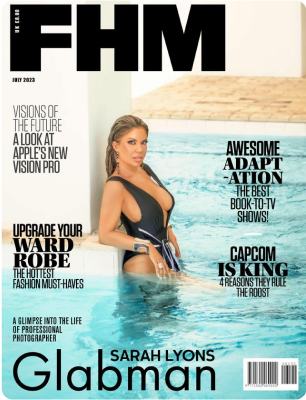 UK £6.99
FHM
JULY 2023
VISIONS OF
THE FUTURE
A LOOK AT
APPLE'S NEW
VISION PRO
AWESOME
ADAPT
-ATION
THE BEST
BOOK-TO-TV
SHOWS!
UPGRADE YOUR
WARD
ROBE
THE HOTTEST
FASHION MUST-HAVES
CAPCOM
IS KING
4 REASONS THEY RULE
THE ROOST
A GLIMPSE INTO THE LIFE
OF PROFESSIONAL
PHOTOGRAPHER
SARAH LYONS
Glabman